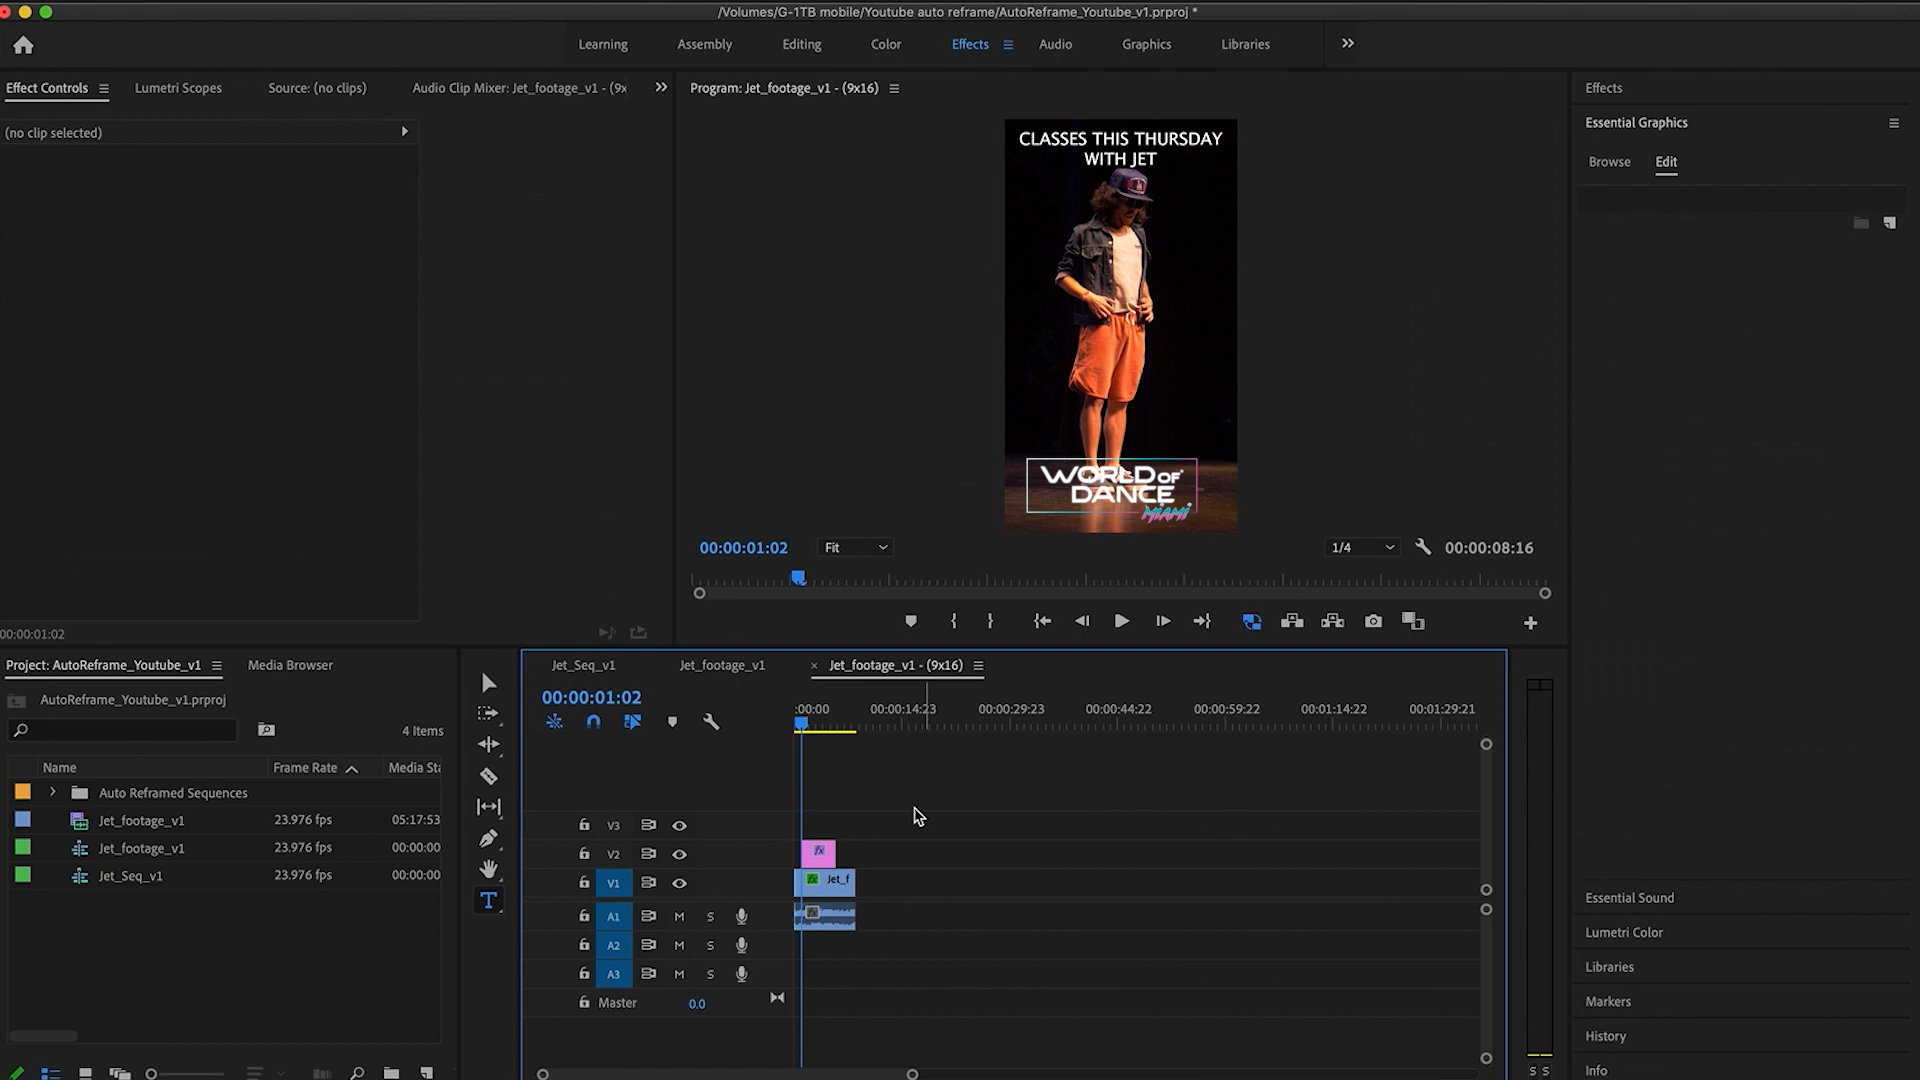 /Volumes/G-1TB mobile/Youtube auto reframe/AutoReframe_Youtube_v1.prproj *
Learning
Assembly
Editing
Color
Effects
Audio
Graphics
Libraries
Effect Controls
Lumetri Scopes
Source: (no clips)
Audio Clip Mixer: Jet_footage_v1 - (9x
Program: Jet_footage_v1 - (9x16)
Effects
(no clip selected)
Essential Graphics
Browse
Edit
CLASSES THIS THURSDAY
WITH JET
WORLD OF
DANCE
MIAMI
00:00:01:02
Fit
1/4
00:00:08:16
00:00:01:02
Project: AutoReframe_Youtube_v1
Media Browser
AutoReframe_Youtube_v1.prproj
4 Items
Name
Frame Rate
Media Sta
Auto Reframed Sequences
Jet_footage_v1
23.976 fps
05:17:53
Jet_footage_v1
23.976 fps
00:00:00
Jet_Seq_v1
23.976 fps
00:00:00
Jet_Seq_v1
Jet_footage_v1
× Jet_footage_v1 - (9x16)
00:00:01:02
:00:00
00:00:14:23
00:00:29:23
00:00:44:22
00:00:59:22
00:01:14:22
00:01:29:21
V3
V2
fx
V1
fx Jet_f
A1 M S
A2 M S
A3 M S
Master
0.0
Essential Sound
Lumetri Color
Libraries
Markers
History
Info
S S